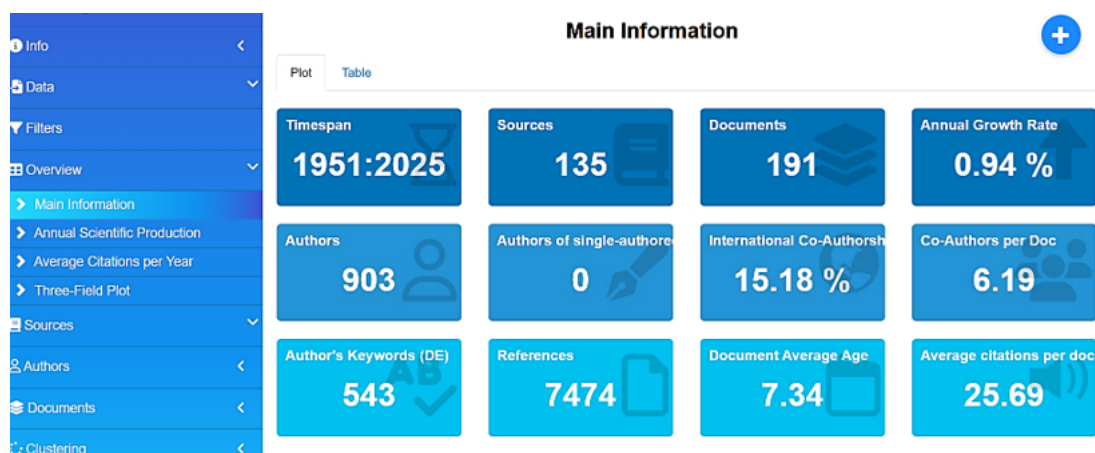 Main Information
Info
Plot
Table
Data
Filters
Timespan
Sources
Documents
Annual Growth Rate
1951:2025
135
191
0.94 %
Overview
Main Information
Annual Scientific Production
Average Citations per Year
Three-Field Plot
Authors
Authors of single-authore
International Co-Authorsh
Co-Authors per Doc
903
0
15.18 %
6.19
Sources
Authors
Documents
Clustering
Author's Keywords (DE)
References
Document Average Age
Average citations per doc
543
7474
7.34
25.69